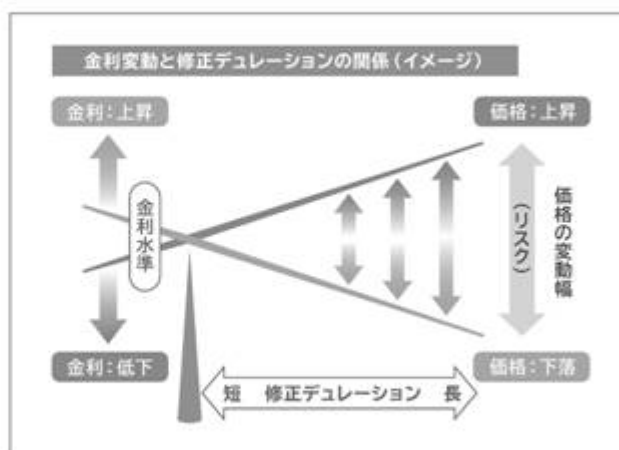 金利変動と修正デュレーションの関係(イメージ)
金利:上昇
価格:上昇
金利水準
価格の変動幅
(リスク)
金利:低下
価格:下落
短 修正デュレーション 長